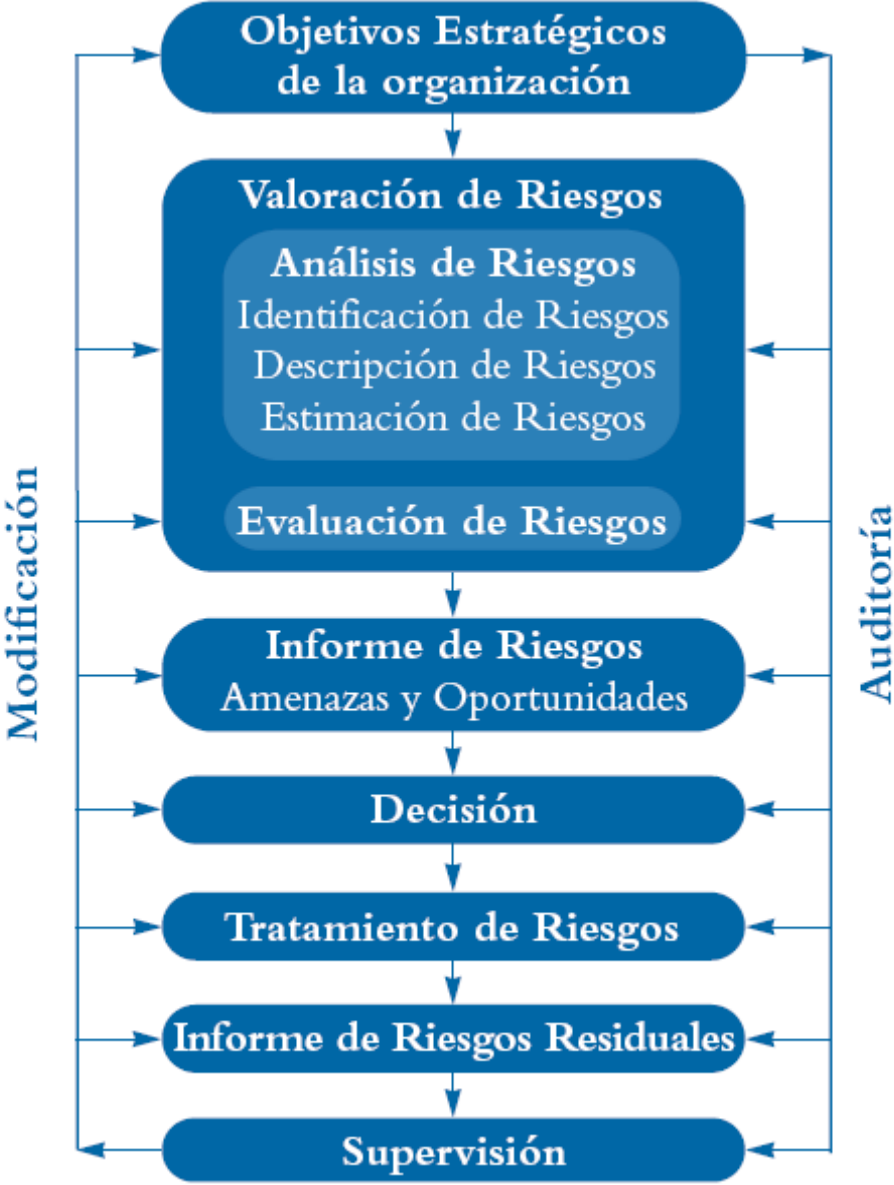 Objetivos Estratégicos
de la organización
Valoración de Riesgos
Análisis de Riesgos
Identificación de Riesgos
Descripción de Riesgos
Estimación de Riesgos
Evaluación de Riesgos
Informe de Riesgos
Amenazas y Oportunidades
Decisión
Tratamiento de Riesgos
Informe de Riesgos Residuales
Supervisión
Modificación
Auditoría